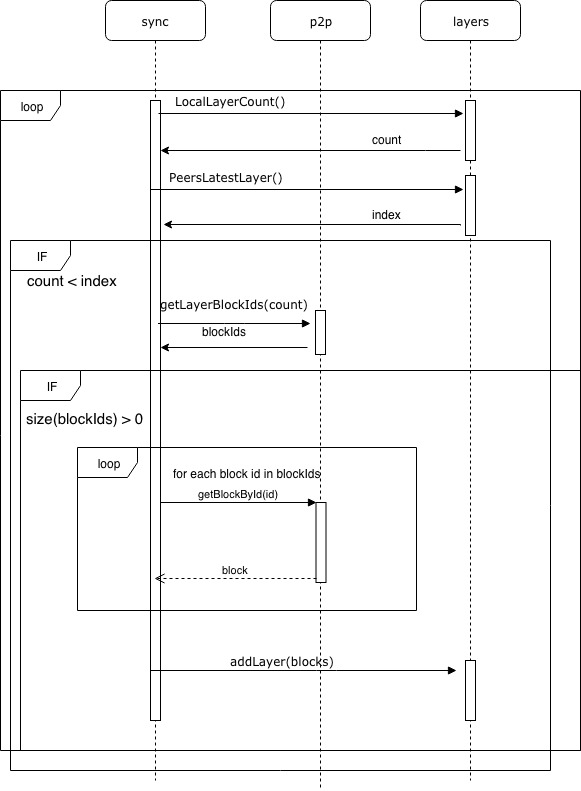 sync
p2p
layers
loop
LocalLayerCount()
count
PeersLatestLayer()
index
IF
count < index
getLayerBlockIds(count)
blockIds
IF
size(blockIds) > 0
loop
for each block id in blockIds
getBlockById(id)
block
addLayer(blocks)